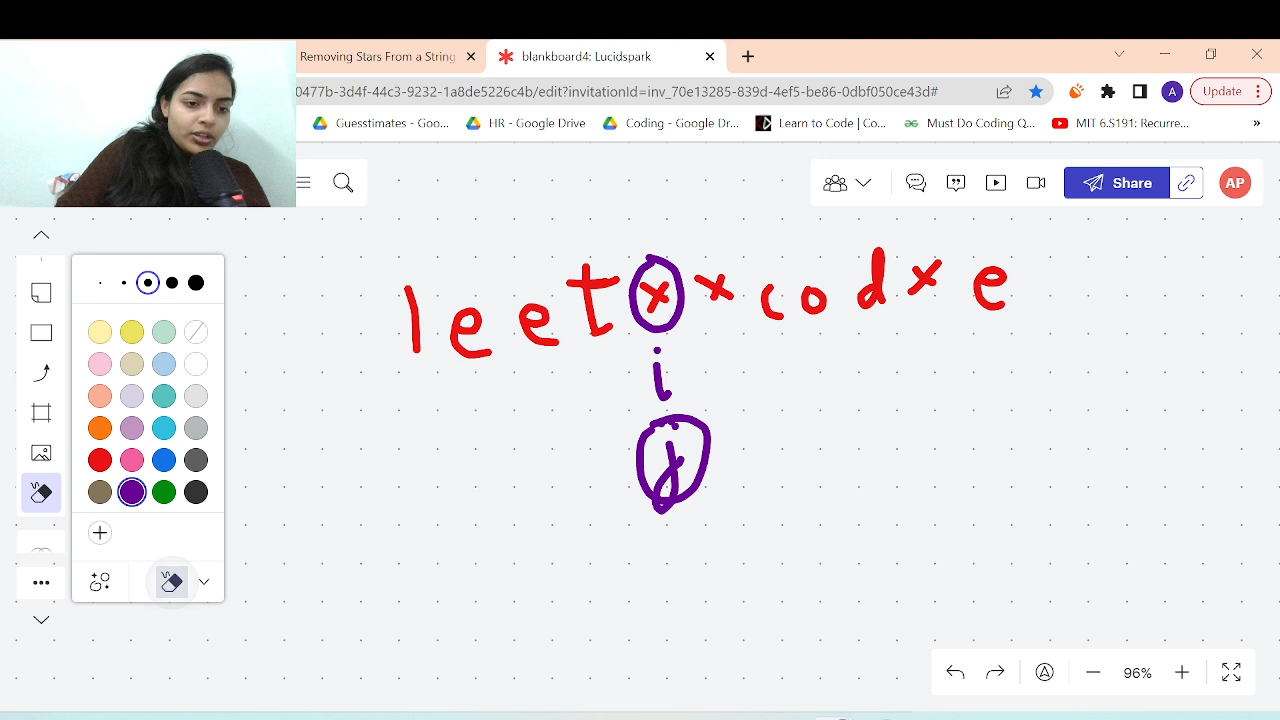 Removing Stars From a String
blankboard4: Lucidspark
0477b-3d4f-44c3-9232-1a8de5226c4b/edit?invitationId=inv_70e13285-839d-4ef5-be86-0dbf050ce43d#
A
Update
Guesstimates - Goo...
HR - Google Drive
Coding - Google Dr...
Learn to Code | Co...
Must Do Coding Q...
MIT 6.S191: Recurre...
»
Share
AP
leet x x cod x e
i
j
96%